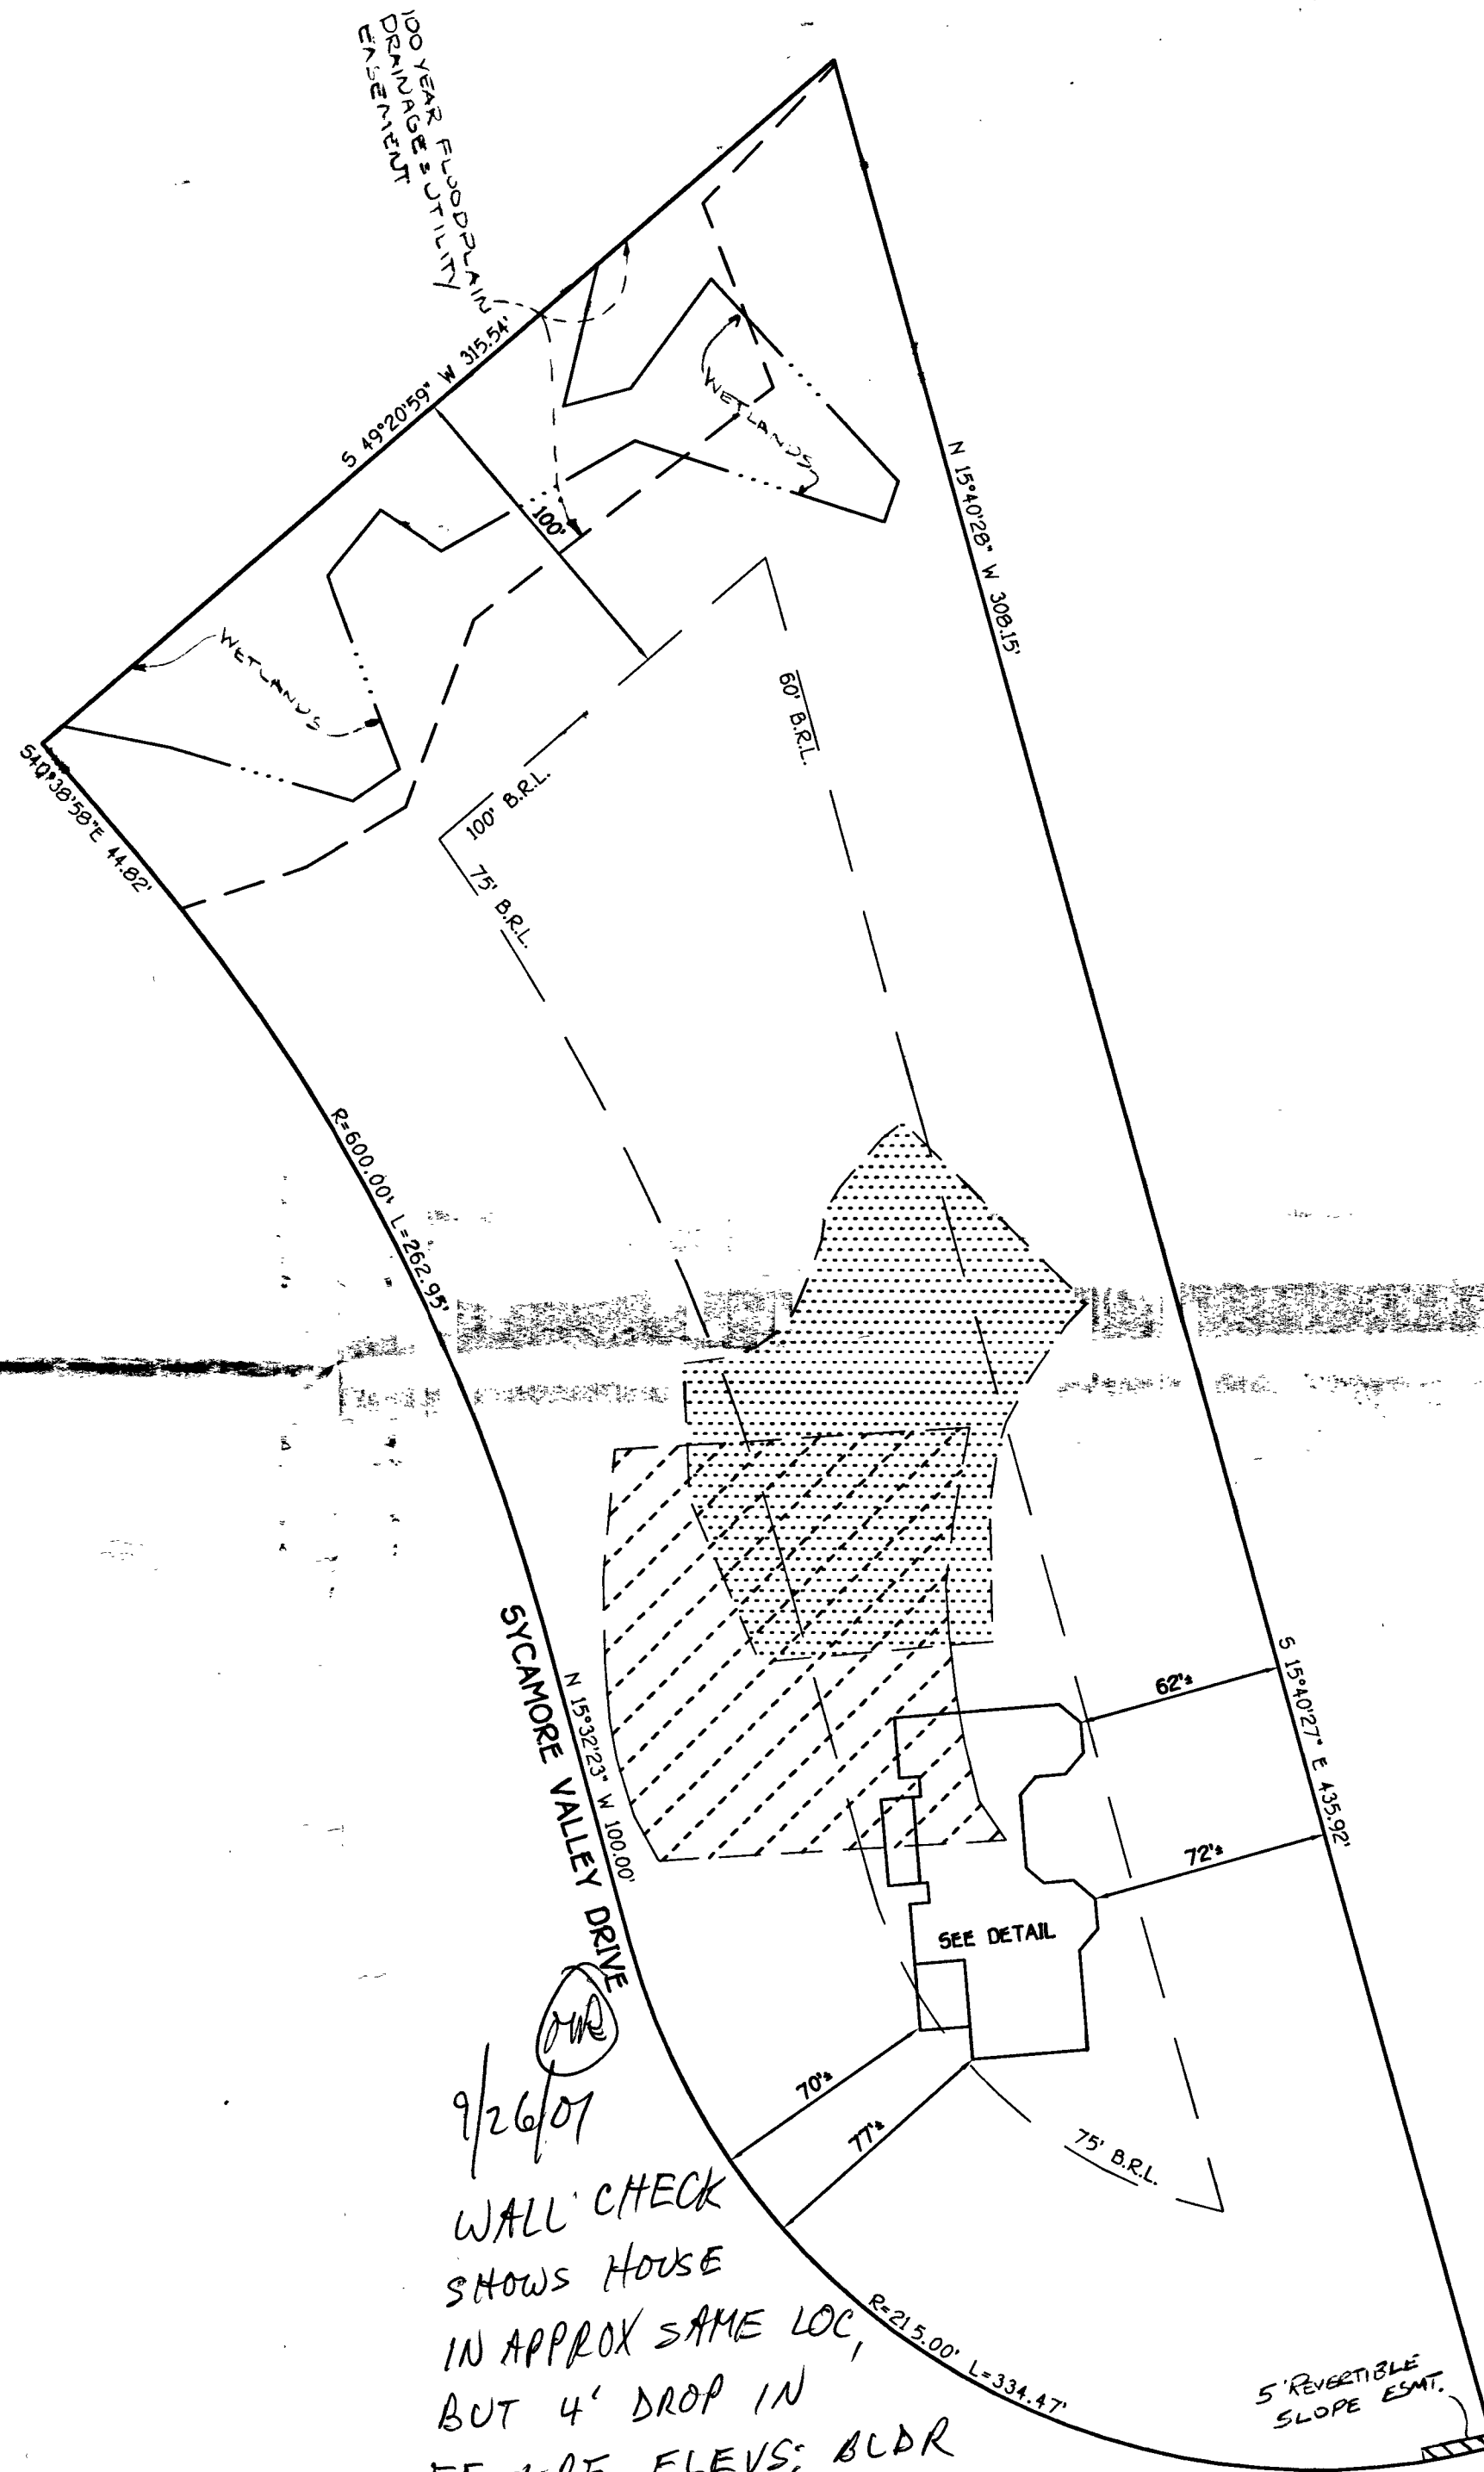 100 YEAR FLOODPLAIN
DRAINAGE & UTILITY
EASEMENT
S 49°20'59" W 315.54'
100'
WETLANDS
N 15°40'28" W 308.15'
WETLANDS
60' B.R.L.
100' B.R.L.
75' B.R.L.
S40°38'58"E 44.82'
R=600.00' L=262.95'
SYCAMORE VALLEY DRIVE
N 15°32'23" W 100.00'
62'±
S 15°40'27" E 435.92'
72'±
SEE DETAIL
70'±
77'±
75' B.R.L.
9/26/07
WALL CHECK
SHOWS HOUSE
IN APPROX SAME LOC,
BUT 4' DROP IN
ELEVS; BLDR
R=215.00' L=334.47'
5' REVERTIBLE
SLOPE ESMT.